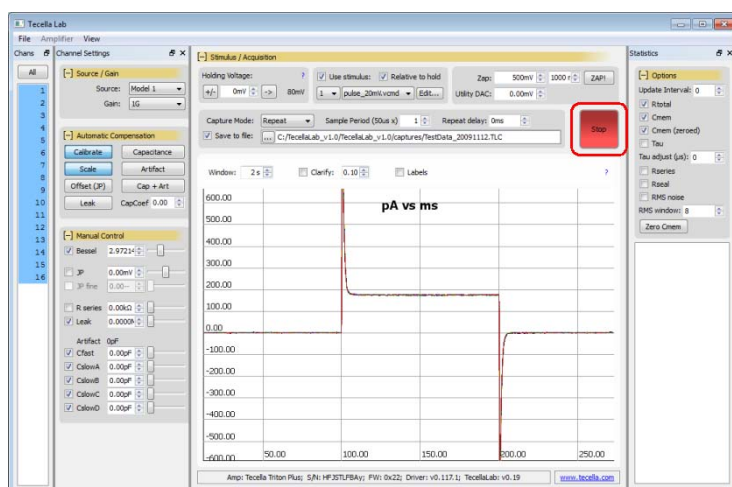 Tecella Lab
File Amplifier View
Chans
Channel Settings
All
1
2
3
4
5
6
7
8
9
10
11
12
13
14
15
16
[-] Source / Gain
Source: Model 1
Gain: 1G
[-] Automatic Compensation
Calibrate Capacitance
Scale Artifact
Offset (JP) Cap + Art
Leak CapCoef 0.00
[-] Manual Control
Bessel 2.9721
JP 0.00mV
JP fine 0.00--
R series 0.00kΩ
Leak 0.0000
Artifact 0pF
Cfast 0.00pF
CslowA 0.00pF
CslowB 0.00pF
CslowC 0.00pF
CslowD 0.00pF
[-] Stimulus / Acquisition
Holding Voltage: ? Use stimulus: Relative to hold Zap: 500mV 1000 ZAP!
+/- 0mV -> 80mV 1 pulse_20mV.vcmd Edit... Utility DAC: 0.00mV
Capture Mode: Repeat Sample Period (50us x) 1 Repeat delay: 0ms
Save to file: ... C:/TecellaLab_v1.0/TecellaLab_v1.0/captures/TestData_20091112.TLC
Stop
Window: 2 s Clarify: 0.10 Labels ?
pA vs ms
600.00
500.00
400.00
300.00
200.00
100.00
0.00
-100.00
-200.00
-300.00
-400.00
-500.00
-600.00
50.00 100.00 150.00 200.00 250.00
Amp: Tecella Triton Plus; S/N: HFJSTLFBAy; FW: 0x22; Driver: v0.117.1; TecellaLab: v0.19 www.tecella.com
Statistics
[-] Options
Update Interval: 0
Rtotal
Cmem
Cmem (zeroed)
Tau
Tau adjust (µs): 0
Rseries
Rseal
RMS noise
RMS window: 8
Zero Cmem